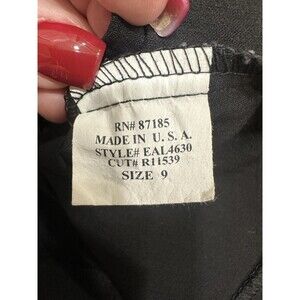 RN# 87185
MADE IN U. S. A.
STYLE# EAL4630
CUT# R11539
SIZE 9